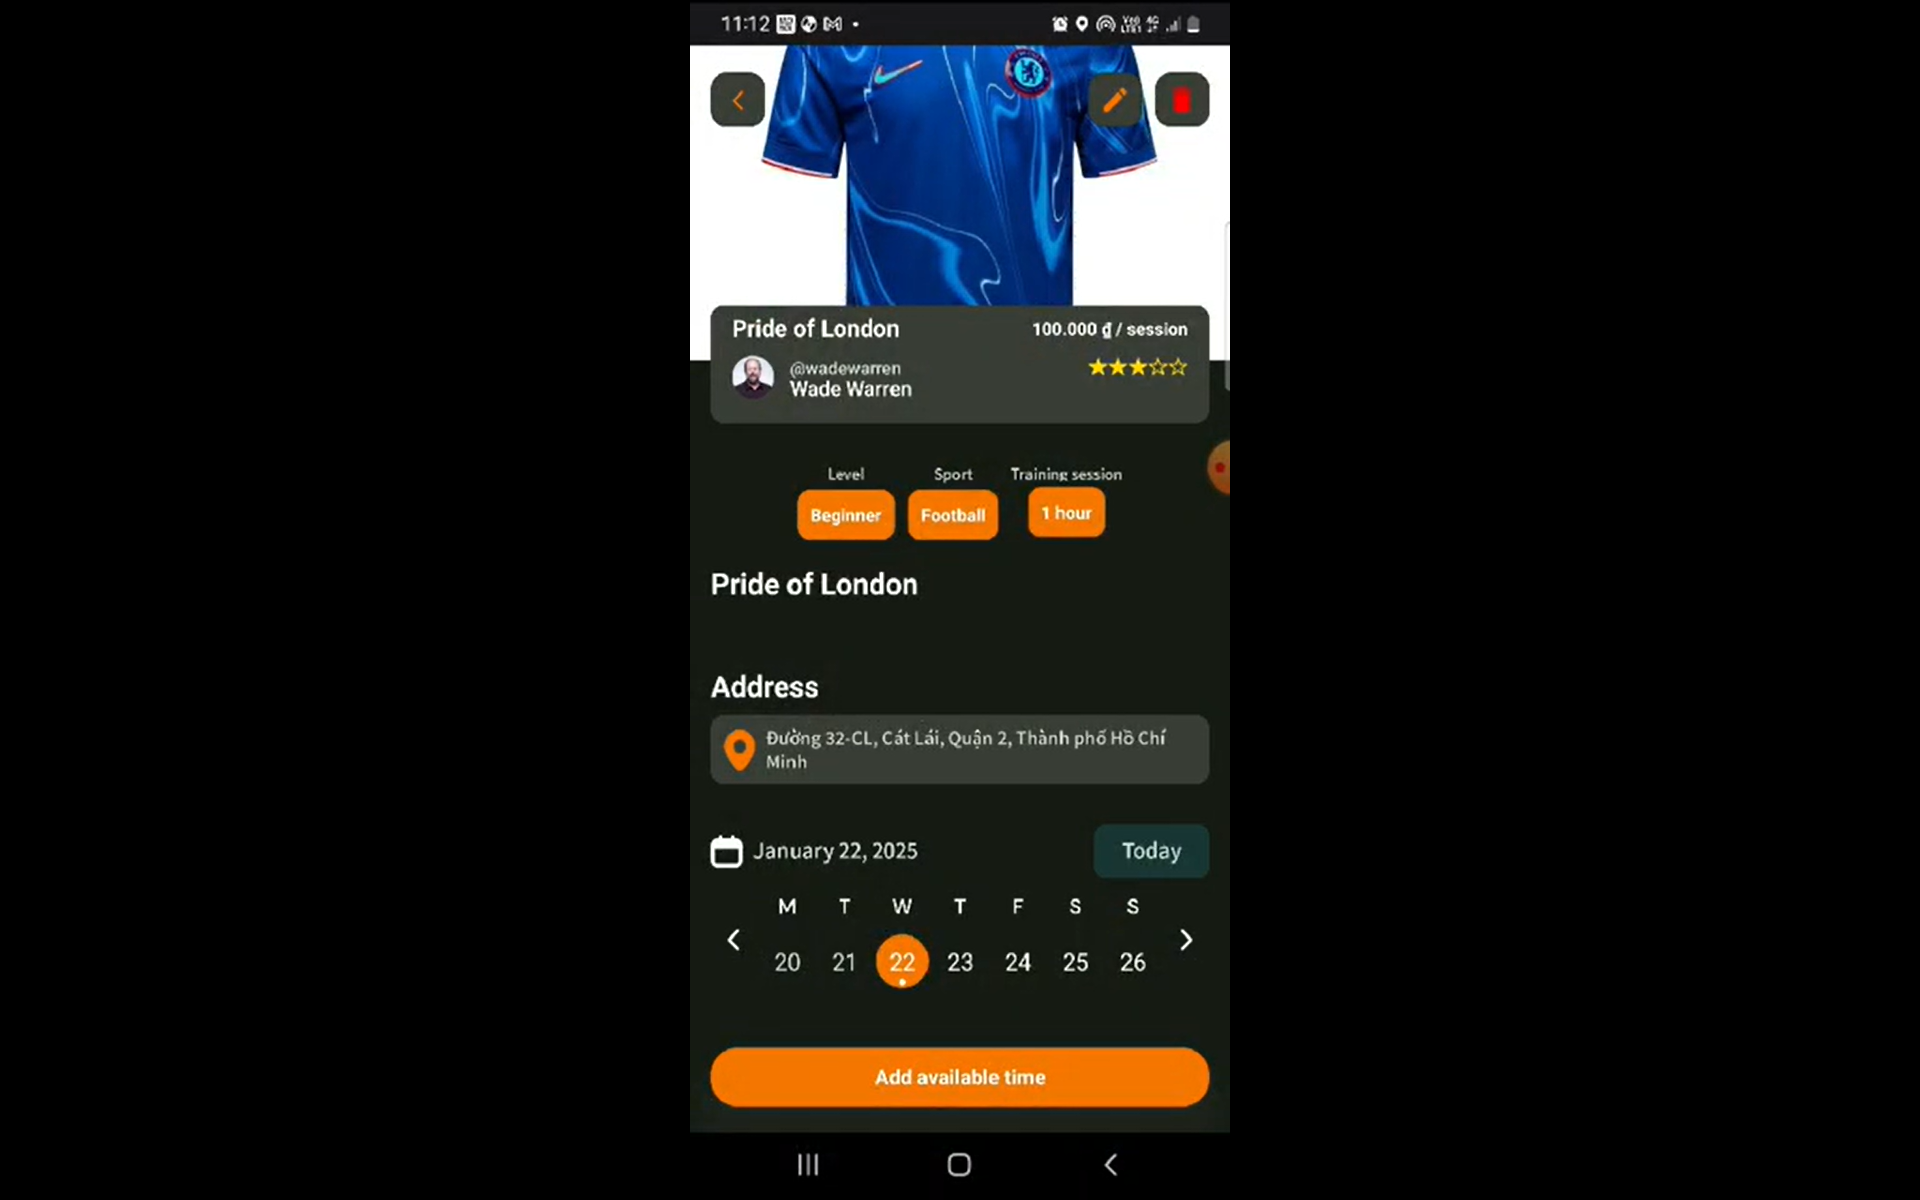 11:12
Pride of London
100.000 ₫ / session
@wadewarren
Wade Warren
Level
Sport
Training session
Beginner
Football
1 hour
Pride of London
Address
Đường 32-CL, Cát Lái, Quận 2, Thành phố Hồ Chí
Minh
January 22, 2025
Today
M T W T F S S
20 21 22 23 24 25 26
Add available time